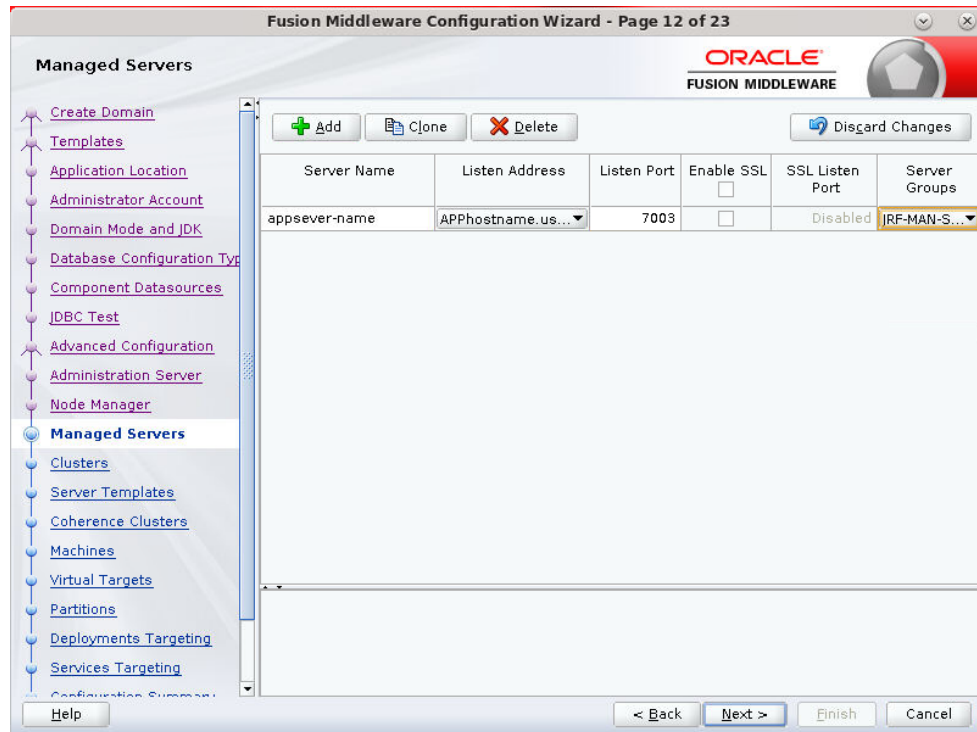 Fusion Middleware Configuration Wizard - Page 12 of 23
Managed Servers
ORACLE
FUSION MIDDLEWARE
Create Domain
Templates
Application Location
Administrator Account
Domain Mode and JDK
Database Configuration Typ
Component Datasources
JDBC Test
Advanced Configuration
Administration Server
Node Manager
Managed Servers
Clusters
Server Templates
Coherence Clusters
Machines
Virtual Targets
Partitions
Deployments Targeting
Services Targeting
Configuration Summary
Add Clone Delete Discard Changes
Server Name Listen Address Listen Port Enable SSL SSL Listen Port Server Groups
appsever-name APPhostname.us... 7003 Disabled JRF-MAN-S...
Help < Back Next > Finish Cancel